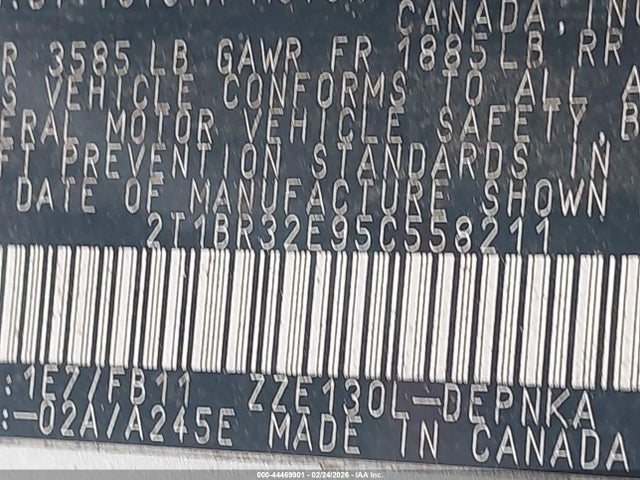 CANADA, IN
R 3585 LB GAWR FR 1885LB RR
S VEHICLE CONFORMS TO ALL A
ERAL MOTOR VEHICLE SAFETY, B
FT PREVENTION STANDARDS IN
DATE OF MANUFACTURE SHOWN
2T1BR32E95C558211
:1E7/FB11 ZZE130L-DEPNKA
:-02A/A245E MADE IN CANADA
000-44469901 - 02/24/2026 - IAA Inc.